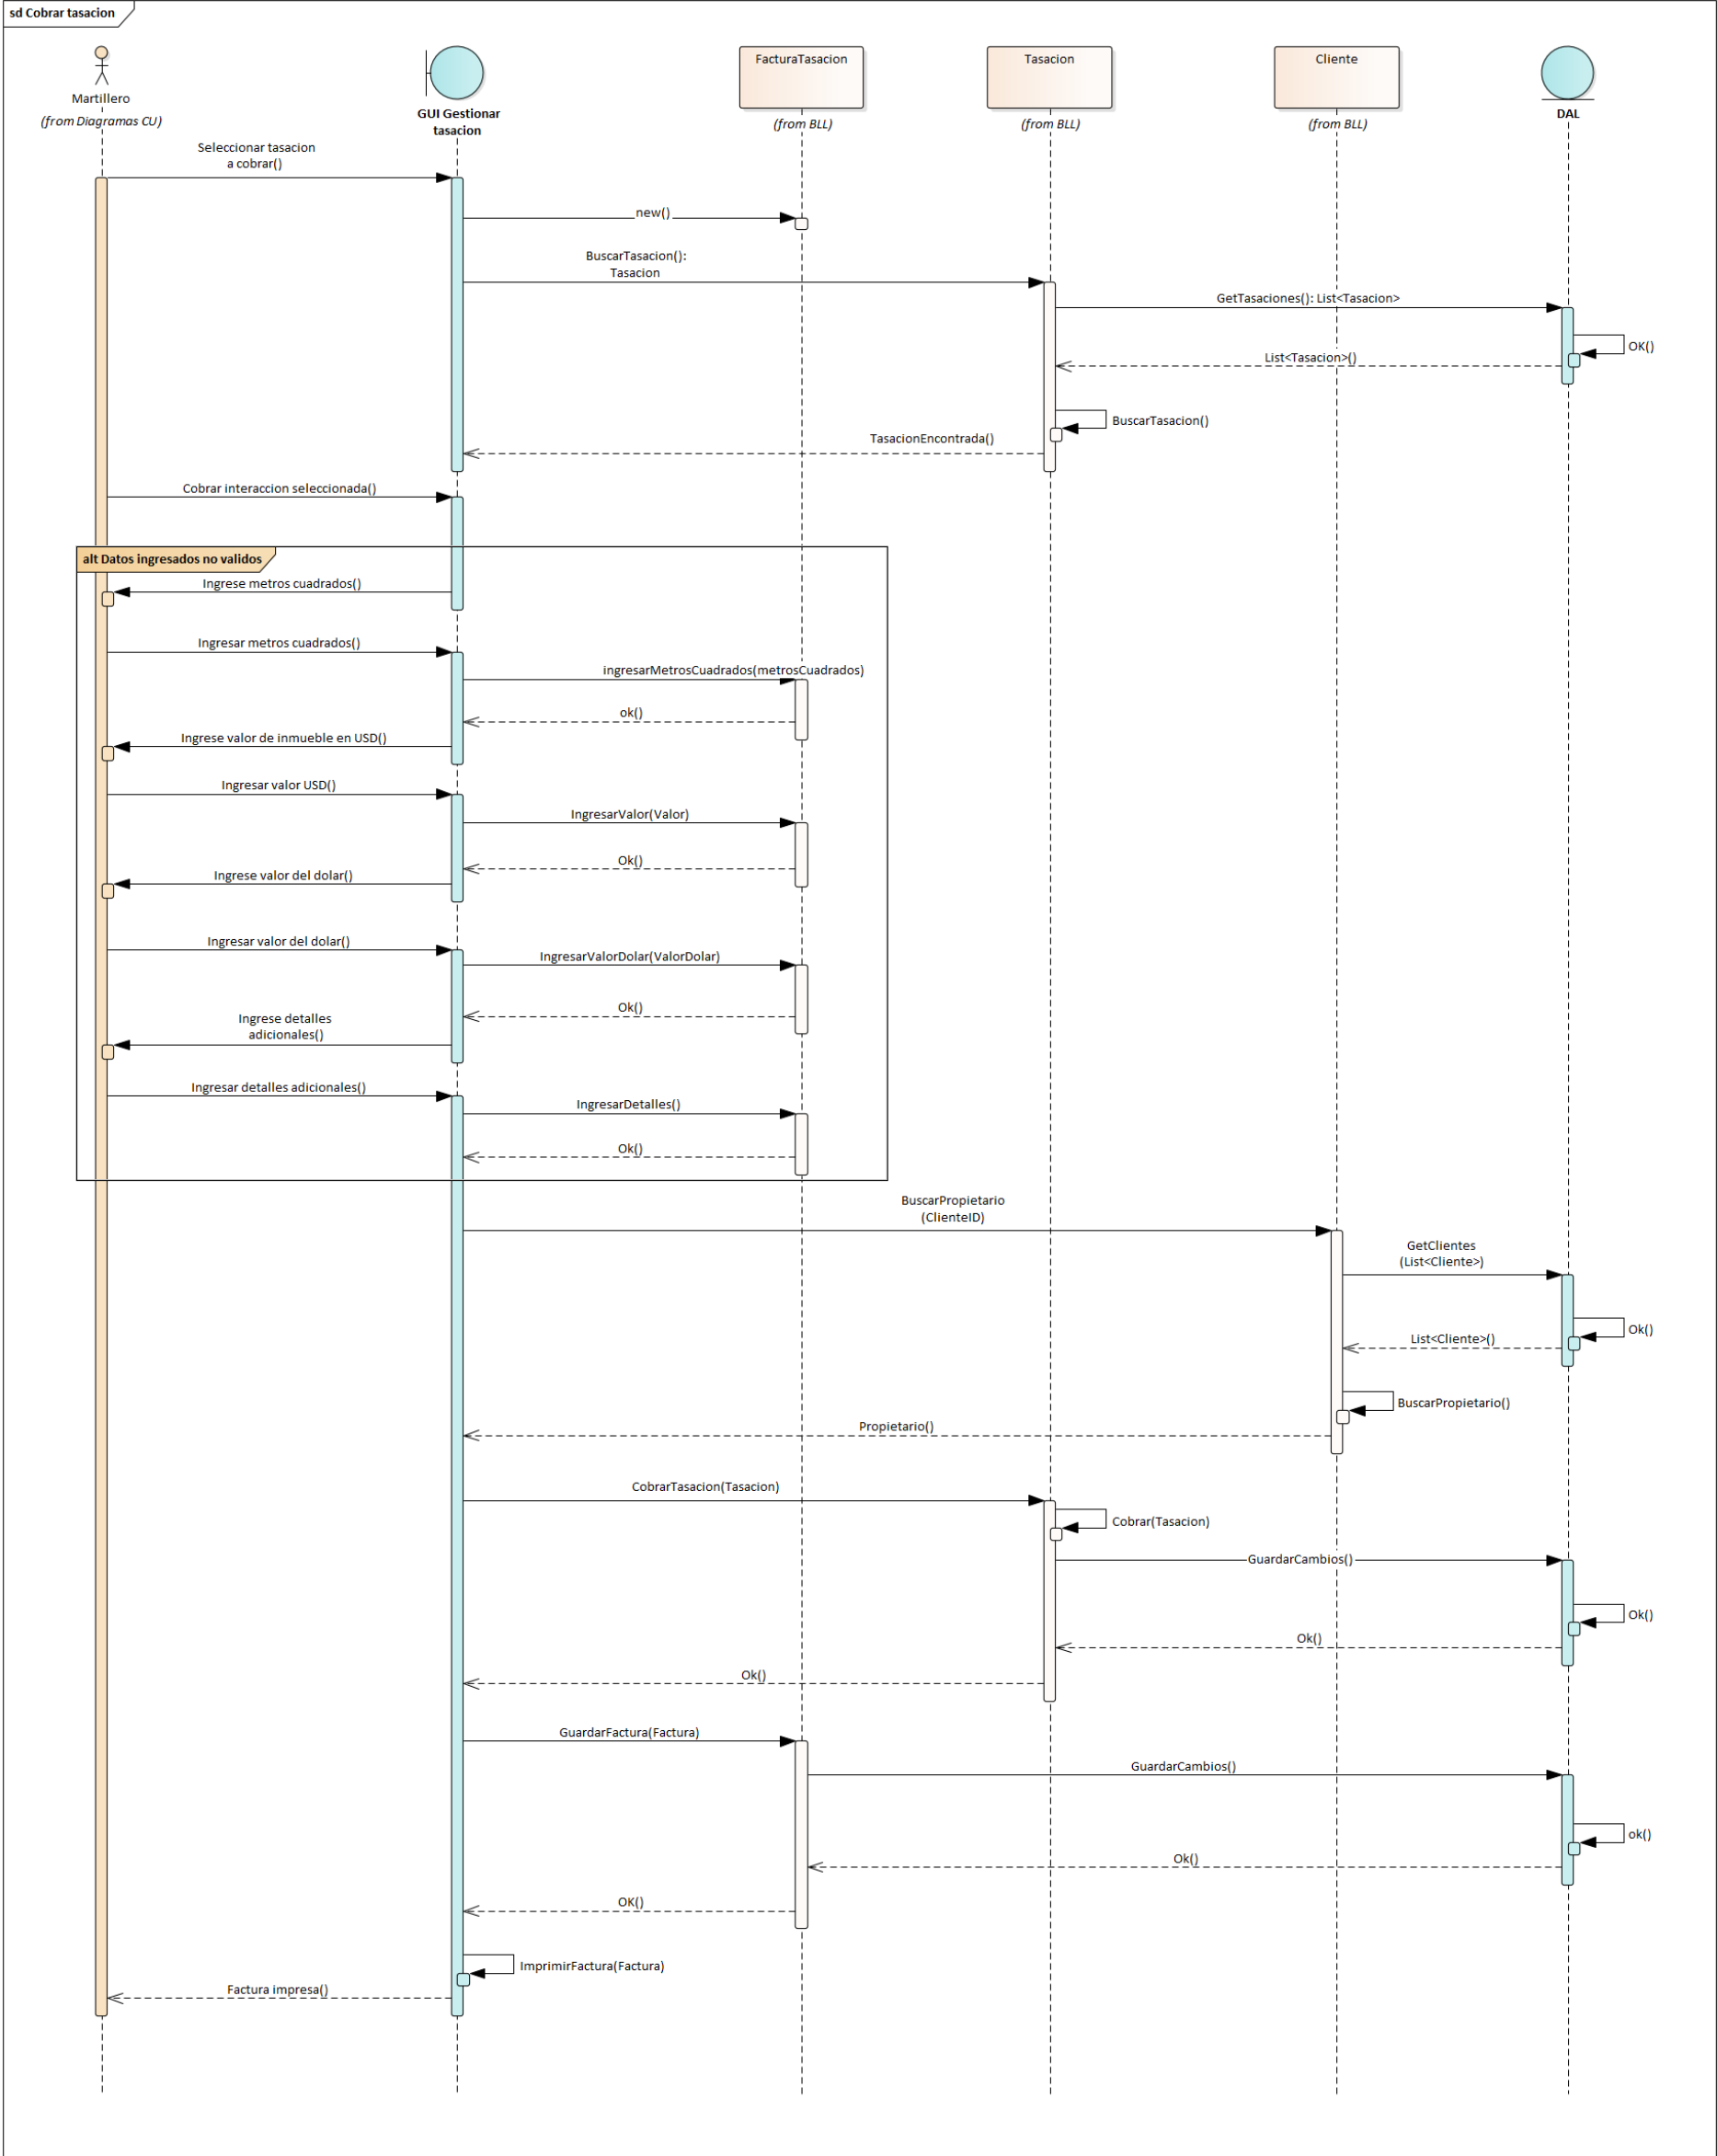 sd Cobrar tasacion
Martillero
(from Diagramas CU)
GUI Gestionar
tasacion
FacturaTasacion
(from BLL)
Tasacion
(from BLL)
Cliente
(from BLL)
DAL
Seleccionar tasacion
a cobrar()
new()
BuscarTasacion():
Tasacion
GetTasaciones(): List<Tasacion>
OK()
List<Tasacion>()
BuscarTasacion()
TasacionEncontrada()
Cobrar interaccion seleccionada()
alt Datos ingresados no validos
Ingrese metros cuadrados()
Ingresar metros cuadrados()
ingresarMetrosCuadrados(metrosCuadrados)
ok()
Ingrese valor de inmueble en USD()
Ingresar valor USD()
IngresarValor(Valor)
Ok()
Ingrese valor del dolar()
Ingresar valor del dolar()
IngresarValorDolar(ValorDolar)
Ok()
Ingrese detalles
adicionales()
Ingresar detalles adicionales()
IngresarDetalles()
Ok()
BuscarPropietario
(ClienteID)
GetClientes
(List<Cliente>)
Ok()
List<Cliente>()
BuscarPropietario()
Propietario()
CobrarTasacion(Tasacion)
Cobrar(Tasacion)
GuardarCambios()
Ok()
Ok()
Ok()
GuardarFactura(Factura)
GuardarCambios()
ok()
Ok()
OK()
ImprimirFactura(Factura)
Factura impresa()